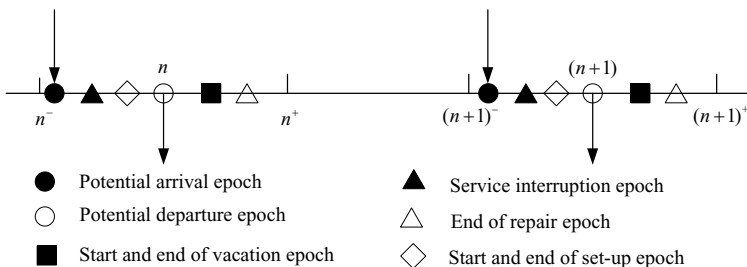 n (n+1)
n⁻ n⁺ (n+1)⁻ (n+1)⁺
Potential arrival epoch
Potential departure epoch
Start and end of vacation epoch
Service interruption epoch
End of repair epoch
Start and end of set-up epoch